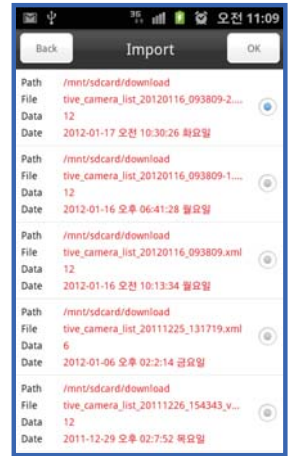 3G 오전 11:09
Back Import OK
Path /mnt/sdcard/download
File tive_camera_list_20120116_093809-2....
Data 12
Date 2012-01-17 오전 10:30:26 화요일
Path /mnt/sdcard/download
File tive_camera_list_20120116_093809-1....
Data 12
Date 2012-01-16 오후 06:41:28 월요일
Path /mnt/sdcard/download
File tive_camera_list_20120116_093809.xml
Data 12
Date 2012-01-16 오전 10:13:34 월요일
Path /mnt/sdcard/download
File tive_camera_list_20111225_131719.xml
Data 6
Date 2012-01-06 오후 02:2:14 금요일
Path /mnt/sdcard/download
File tive_camera_list_20111226_154343_v...
Data 12
Date 2011-12-29 오후 02:7:52 목요일